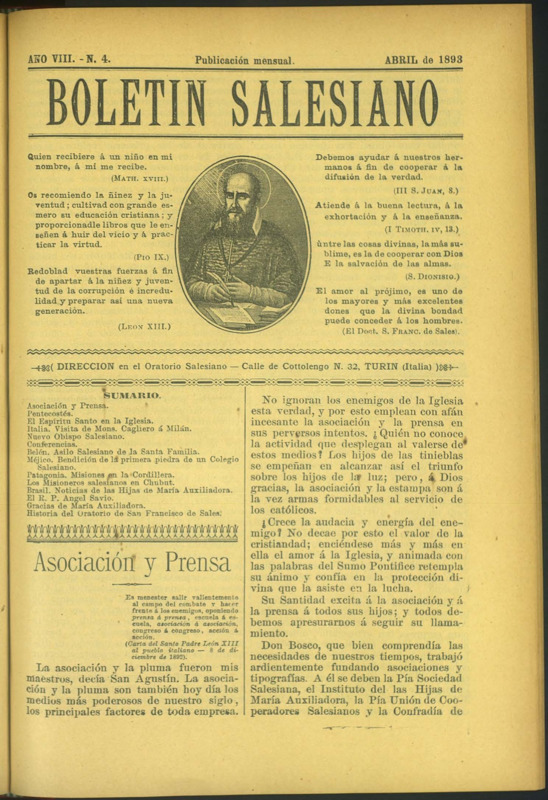 AÑO VIII. - N. 4.
Publicación mensual.
ABRIL de 1893
BOLETIN SALESIANO
Quien recibiere á un niño en mi
nombre, á mí me recibe.
(MATH. XVIII.)
Os recomiendo la ñinez y la ju-
ventud; cultivad con grande es-
mero su educación cristiana; y
proporcionadle libros que le en-
señen á huir del vicio y á prac-
ticar la virtud.
(PIO IX.)
Redoblad vuestras fuerzas á fin
de apartar á la niñez y juven-
tud de la corrupción é incredu-
lidad y preparar así una nueva
generación.
(LEON XIII.)
Debemos ayudar á nuestros her-
manos á fin de cooperar á la
difusión de la verdad.
(III S. JUAN, 8.)
Atiende á la buena lectura, á la
exhortación y á la enseñanza.
(I TIMOTH. IV, 13.)
úntre las cosas divinas, la más su-
blime, es la de cooperar con Dios
E la salvación de las almas.
(S. DIONISIO.)
El amor al prójimo, es uno de
los mayores y más excelentes
dones que la divina bondad
puede conceder á los hombres.
(El Doct. S. FRANC. de Sales).
( DIRECCION en el Oratorio Salesiano — Calle de Cottolengo N. 32, TURIN (Italia) )
SUMARIO.
Asociación y Prensa.
Pentecostés.
El Espíritu Santo en la Iglesia.
Italia. Visita de Mons. Cagliero á Milán.
Nuevo Obispo Salesiano.
Conferencias.
Belén. Asilo Salesiano de la Santa Familia.
Méjico. Bendición de la primera piedra de un Colegio
Salesiano.
Patagonia. Misiones en la Cordillera.
Los Misioneros salesianos en Chubut.
Brasil. Noticias de las Hijas de María Auxiliadora.
El R. P. Angel Savio.
Gracias de María Auxiliadora.
Historia del Oratorio de San Francisco de Sales.
Asociación y Prensa
Es menester salir valientemente
al campo del combate y hacer
frente á los enemigos, oponiendo
prensa á prensa, escuela á es-
cuela, asociación á asociación,
congreso á congreso, acción á
acción.
(Carta del Santo Padre León XIII
al pueblo italiano — 8 de di-
ciembre de 1892).
La asociación y la pluma fueron mis
maestros, decía San Agustín. La asocia-
ción y la pluma son también hoy día los
medios más poderosos de nuestro siglo,
los principales factores de toda empresa.
No ignoran los enemigos de la Iglesia
esta verdad, y por esto emplean con afán
incesante la asociación y la prensa en
sus perversos intentos. ¿Quién no conoce
la actividad que despliegan al valerse de
estos medios? Los hijos de las tinieblas
se empeñan en alcanzar así el triunfo
sobre los hijos de la luz; pero, á Dios
gracias, la asociación y la estampa son á
la vez armas formidables al servicio de
los católicos.
¿Crece la audacia y energía del ene-
migo? No decae por esto el valor de la
cristiandad; enciéndese más y más en
ella el amor á la Iglesia, y animada con
las palabras del Sumo Pontífice retempla
su ánimo y confía en la protección di-
vina que la asiste en la lucha.
Su Santidad excita á la asociación y á
la prensa á todos sus hijos; y todos de-
bemos apresurarnos á seguir su llama-
miento.
Don Bosco, que bien comprendía las
necesidades de nuestros tiempos, trabajó
ardientemente fundando asociaciones y
tipografías. A él se deben la Pía Sociedad
Salesiana, el Instituto del las Hijas de
María Auxiliadora, la Pía Unión de Coo-
peradores Salesianos y la Confradía de